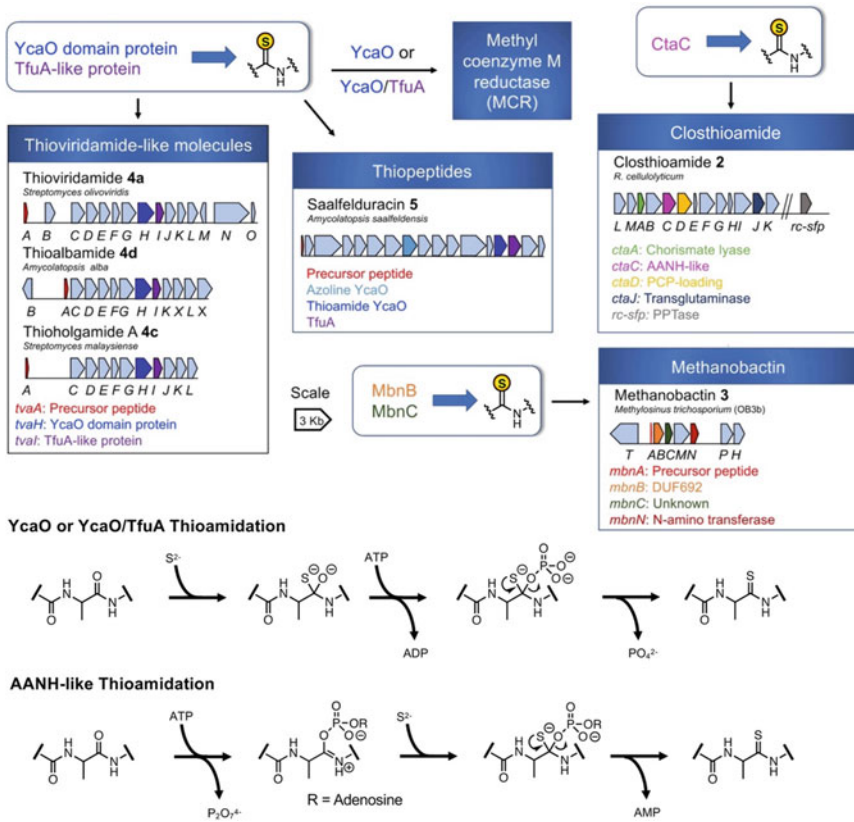 YcaO domain protein
TfuA-like protein
S
N
H
YcaO or
YcaO/TfuA
Methyl
coenzyme M
reductase
(MCR)
CtaC
S
N
H
Thioviridamide-like molecules
Thioviridamide 4a
Streptomyces olivoviridis
A B C D E F G H I J K L M N O
Thioalbamide 4d
Amycolatopsis alba
B A C D E F G H I K L X L X
Thioholgamide A 4c
Streptomyces malaysiense
A C D E F G H I J K L
tvaA: Precursor peptide
tvaH: YcaO domain protein
tvaI: TfuA-like protein
Thiopeptides
Saalfelduracin 5
Amycolatopsis saalfeldensis
Precursor peptide
Azoline YcaO
Thioamide YcaO
TfuA
Closthioamide
Closthioamide 2
R. cellulolyticum
L M A B C D E F G H I J K rc-sfp
ctaA: Chorismate lyase
ctaC: AANH-like
ctaD: PCP-loading
ctaJ: Transglutaminase
rc-sfp: PPTase
Scale
3 Kb
MbnB
MbnC
S
N
H
Methanobactin
Methanobactin 3
Methylosinus trichosporium (OB3b)
T ABCMN P H
mbnA: Precursor peptide
mbnB: DUF692
mbnC: Unknown
mbnN: N-amino transferase
YcaO or YcaO/TfuA Thioamidation
S2-
ATP
ADP
PO42-
AANH-like Thioamidation
ATP
P2O74-
R = Adenosine
S2-
AMP